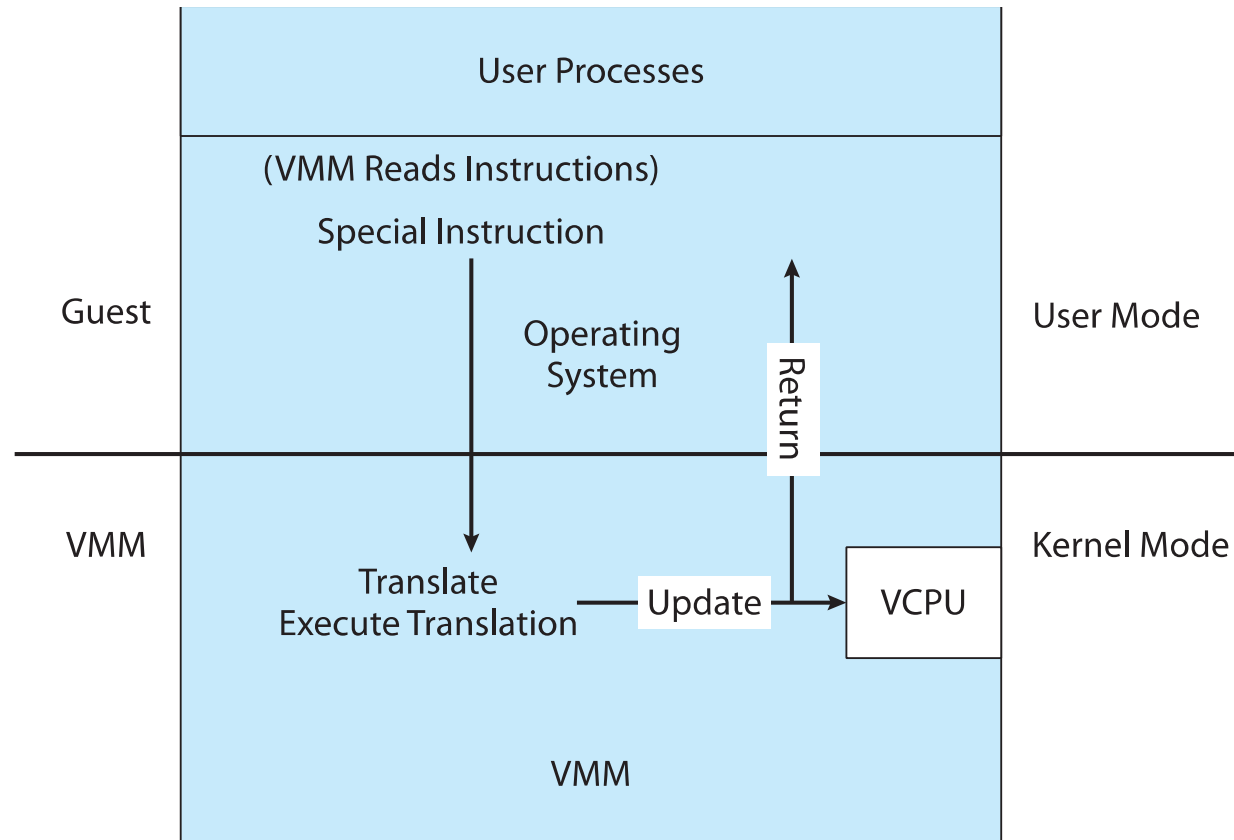 User Processes
(VMM Reads Instructions)
Special Instruction
Guest
Operating
System
Return
User Mode
VMM
Kernel Mode
Translate
Execute Translation
Update
VCPU
VMM